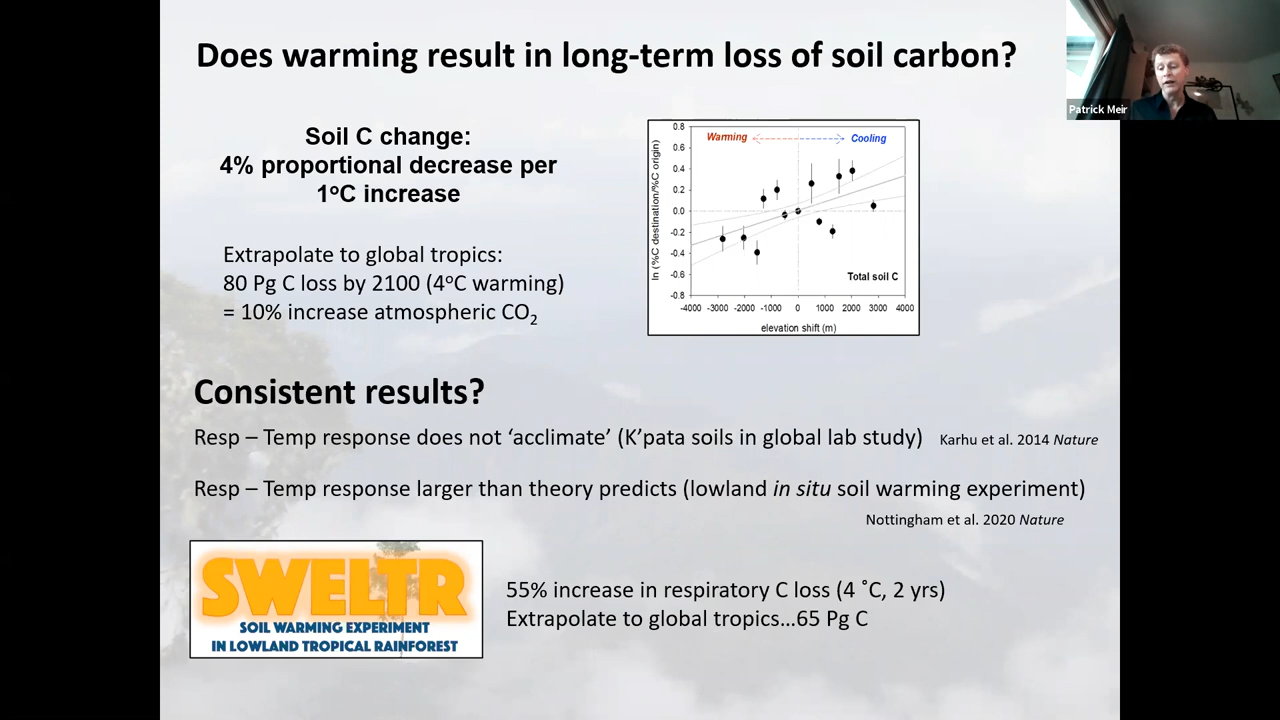 Does warming result in long-term loss of soil carbon?
Patrick Meir
Soil C change:
4% proportional decrease per
1°C increase
Extrapolate to global tropics:
80 Pg C loss by 2100 (4°C warming)
= 10% increase atmospheric CO₂
Warming
Cooling
0.8
0.6
0.4
0.2
0.0
-0.2
-0.4
-0.6
-0.8
ln (%C destination/%C origin)
Total soil C
-4000 -3000 -2000 -1000 0 1000 2000 3000 4000
elevation shift (m)
Consistent results?
Resp – Temp response does not ‘acclimate’ (K’pata soils in global lab study) Karhu et al. 2014 Nature
Resp – Temp response larger than theory predicts (lowland in situ soil warming experiment)
Nottingham et al. 2020 Nature
SWELTR
SOIL WARMING EXPERIMENT
IN LOWLAND TROPICAL RAINFOREST
55% increase in respiratory C loss (4 ˚C, 2 yrs)
Extrapolate to global tropics...65 Pg C